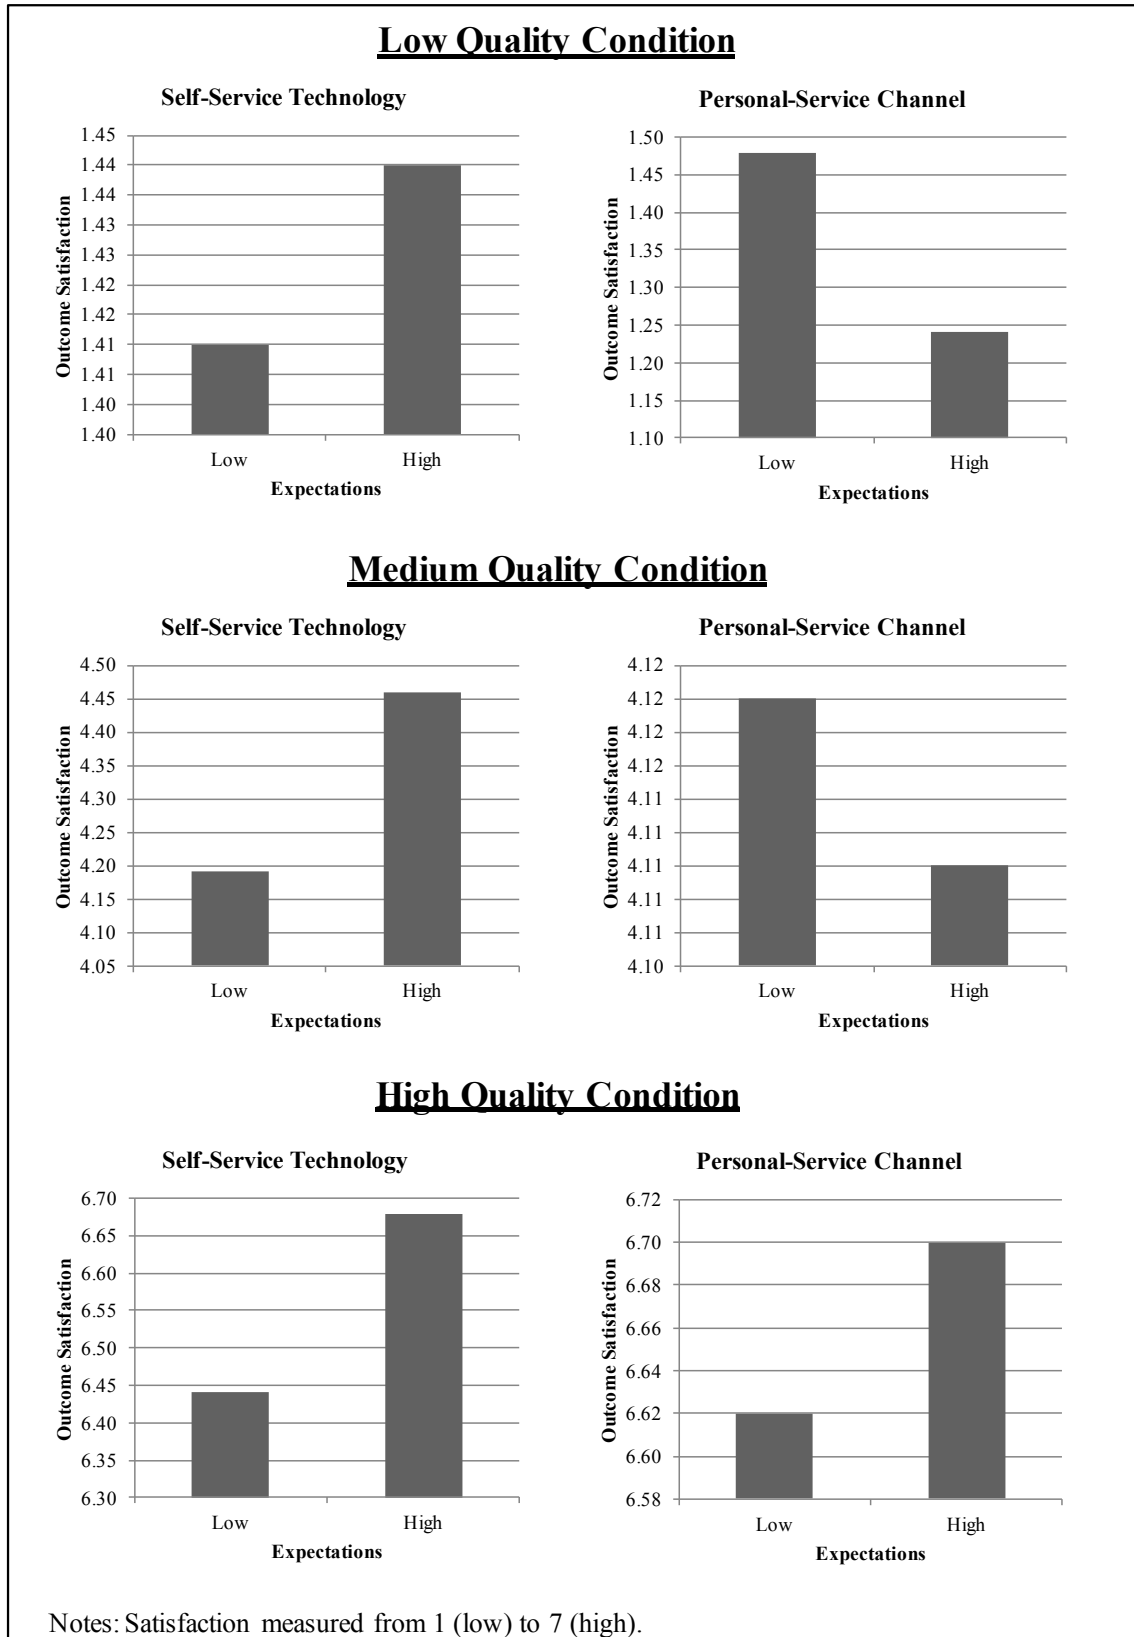 Low Quality Condition
Self-Service Technology
Personal-Service Channel
1.45
1.44
1.44
1.43
1.43
1.42
1.42
1.41
1.41
1.40
1.40
Outcome Satisfaction
Low
High
Expectations
1.50
1.45
1.40
1.35
1.30
1.25
1.20
1.15
1.10
Outcome Satisfaction
Low
High
Expectations
Medium Quality Condition
Self-Service Technology
Personal-Service Channel
4.50
4.45
4.40
4.35
4.30
4.25
4.20
4.15
4.10
4.05
Outcome Satisfaction
Low
High
Expectations
4.12
4.12
4.12
4.12
4.11
4.11
4.11
4.11
4.11
4.10
Outcome Satisfaction
Low
High
Expectations
High Quality Condition
Self-Service Technology
Personal-Service Channel
6.70
6.65
6.60
6.55
6.50
6.45
6.40
6.35
6.30
Outcome Satisfaction
Low
High
Expectations
6.72
6.70
6.68
6.66
6.64
6.62
6.60
6.58
Outcome Satisfaction
Low
High
Expectations
Notes: Satisfaction measured from 1 (low) to 7 (high).